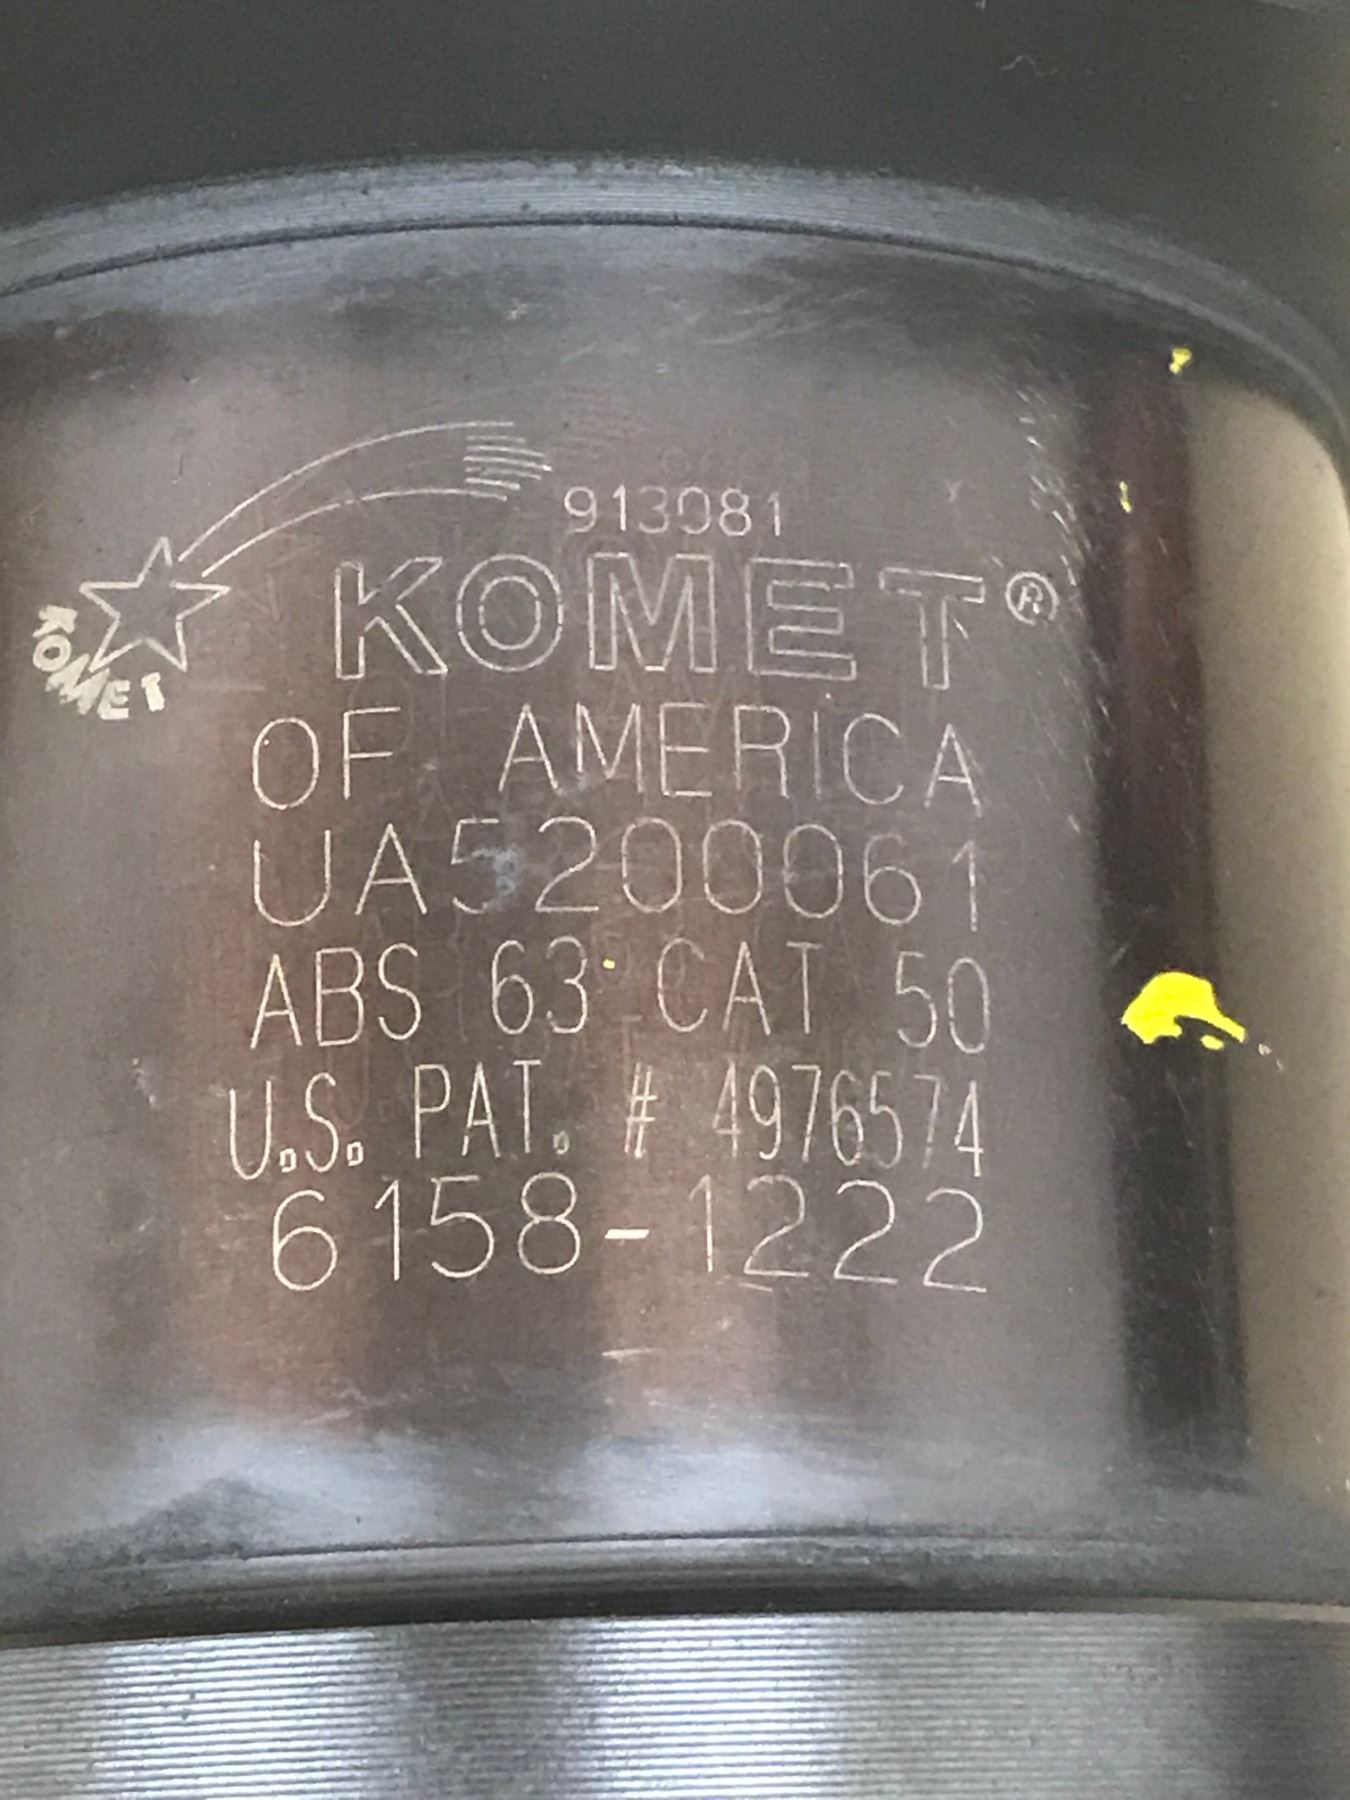 913081
KOMET
KOMET®
OF AMERICA
UA5200061
ABS 63 CAT 50
U.S. PAT. # 4976574
6158-1222